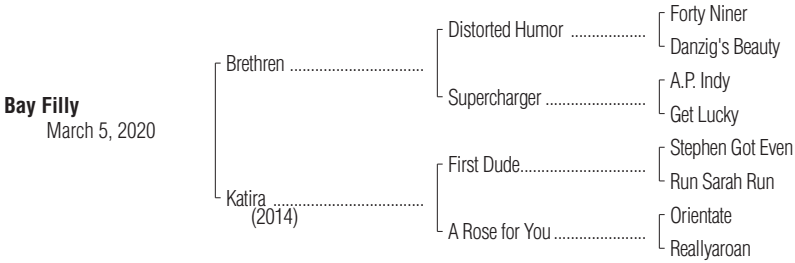 Forty Niner
Distorted Humor ..................
Danzig's Beauty
Brethren ................................
A.P. Indy
Supercharger ........................
Get Lucky
Bay Filly
March 5, 2020
Stephen Got Even
First Dude..............................
Run Sarah Run
Katira ....................................
(2014)
Orientate
A Rose for You ......................
Reallyaroan